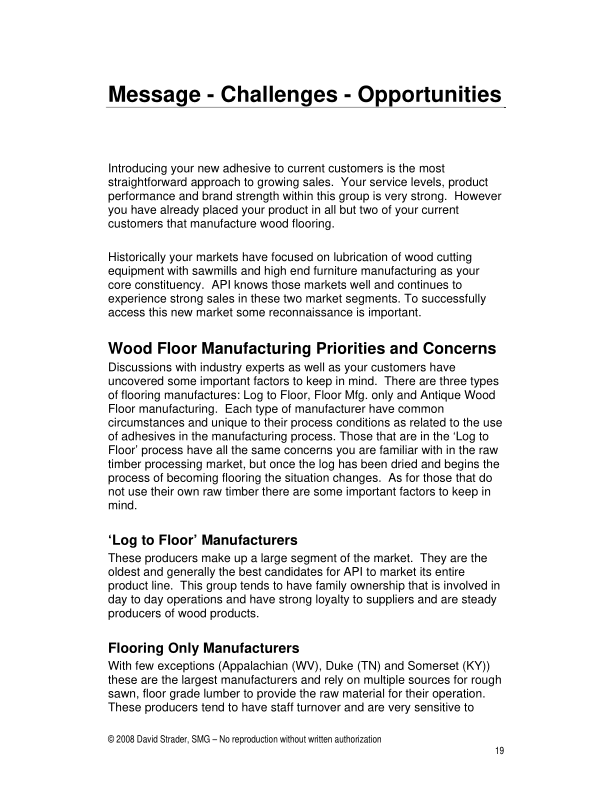 Message - Challenges - Opportunities
Introducing your new adhesive to current customers is the most
straightforward approach to growing sales.  Your service levels, product
performance and brand strength within this group is very strong.  However
you have already placed your product in all but two of your current
customers that manufacture wood flooring.
Historically your markets have focused on lubrication of wood cutting
equipment with sawmills and high end furniture manufacturing as your
core constituency.  API knows those markets well and continues to
experience strong sales in these two market segments. To successfully
access this new market some reconnaissance is important.
Wood Floor Manufacturing Priorities and Concerns
Discussions with industry experts as well as your customers have
uncovered some important factors to keep in mind.  There are three types
of flooring manufactures: Log to Floor, Floor Mfg. only and Antique Wood
Floor manufacturing.  Each type of manufacturer have common
circumstances and unique to their process conditions as related to the use
of adhesives in the manufacturing process. Those that are in the ‘Log to
Floor’ process have all the same concerns you are familiar with in the raw
timber processing market, but once the log has been dried and begins the
process of becoming flooring the situation changes.  As for those that do
not use their own raw timber there are some important factors to keep in
mind.
‘Log to Floor’ Manufacturers
These producers make up a large segment of the market.  They are the
oldest and generally the best candidates for API to market its entire
product line.  This group tends to have family ownership that is involved in
day to day operations and have strong loyalty to suppliers and are steady
producers of wood products.
Flooring Only Manufacturers
With few exceptions (Appalachian (WV), Duke (TN) and Somerset (KY))
these are the largest manufacturers and rely on multiple sources for rough
sawn, floor grade lumber to provide the raw material for their operation.
These producers tend to have staff turnover and are very sensitive to
© 2008 David Strader, SMG – No reproduction without written authorization
19